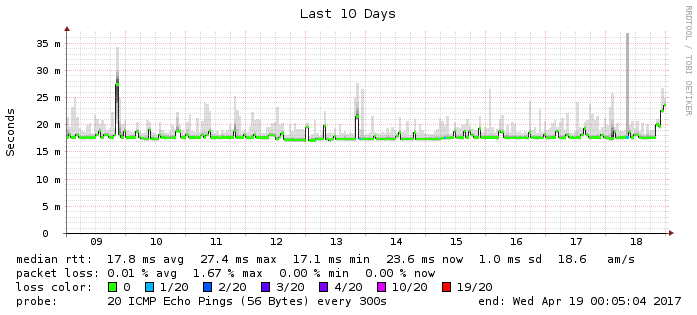 Last 10 Days
RRDTOOL / TOBI OETIKER
Seconds
35 m
30 m
25 m
20 m
15 m
10 m
5 m
0
09 10 11 12 13 14 15 16 17 18
median rtt: 17.8 ms avg 27.4 ms max 17.1 ms min 23.6 ms now 1.0 ms sd 18.6 am/s
packet loss: 0.01 % avg 1.67 % max 0.00 % min 0.00 % now
loss color: 0 1/20 2/20 3/20 4/20 10/20 19/20
probe: 20 ICMP Echo Pings (56 Bytes) every 300s end: Wed Apr 19 00:05:04 2017